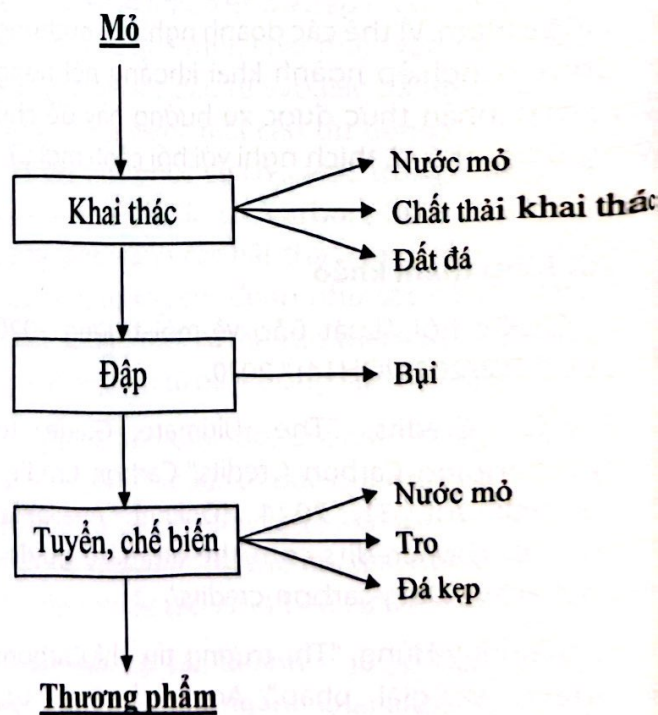 Mỏ
Khai thác
Nước mỏ
Chất thải khai thác
Đất đá
Đập
Bụi
Tuyển, chế biến
Nước mỏ
Tro
Đá kẹp
Thương phẩm